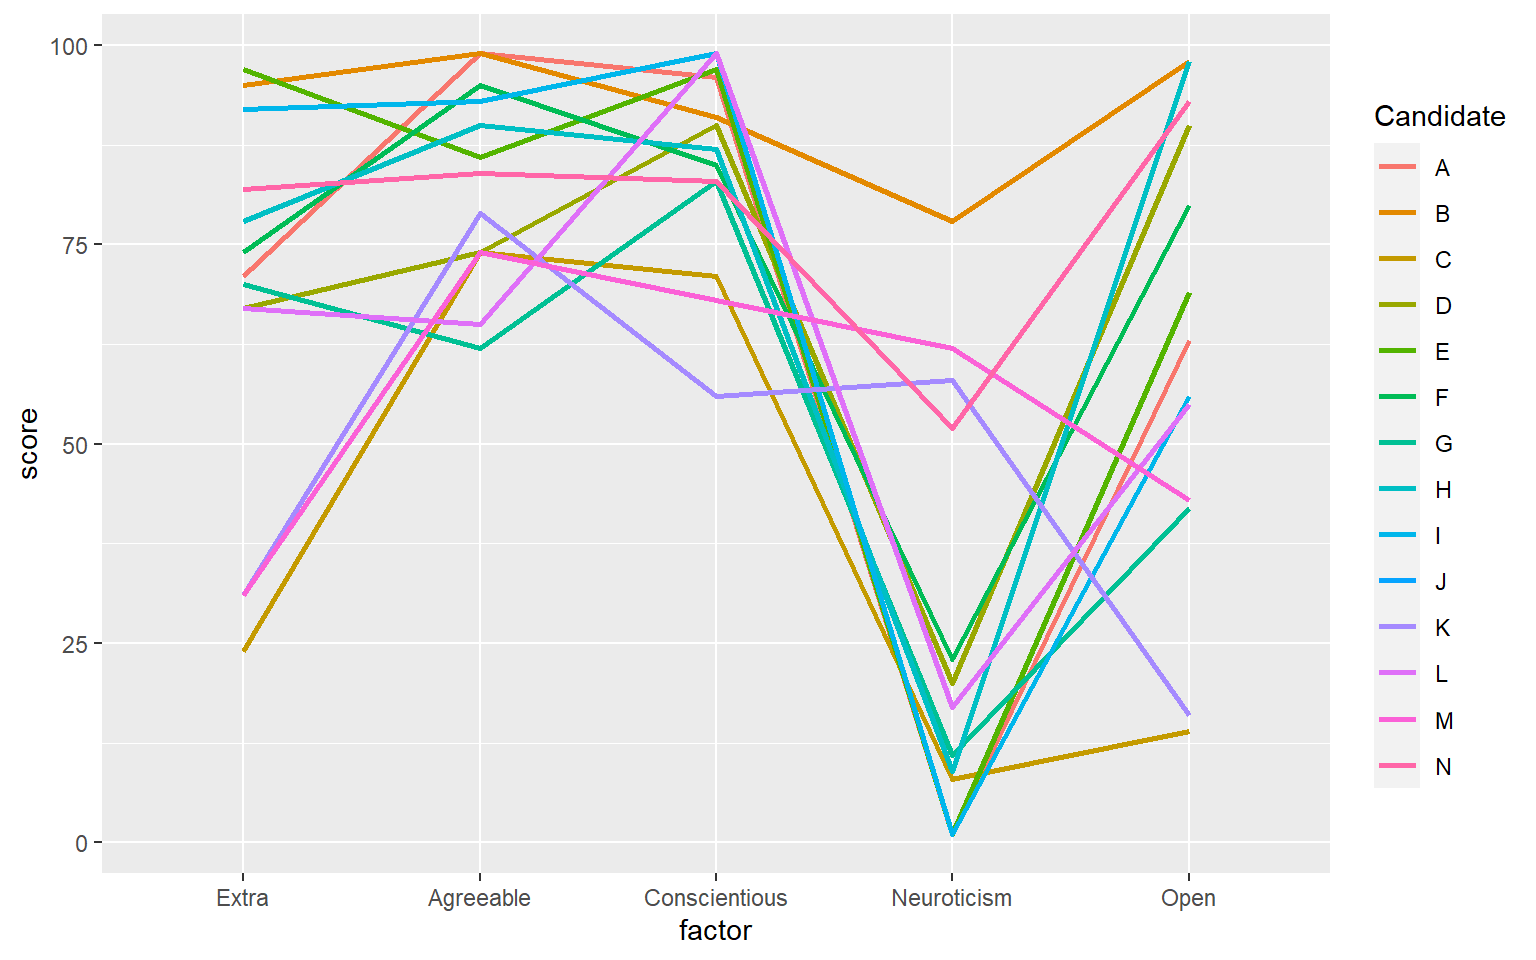 100
75
50
25
0
score
Extra
Agreeable
Conscientious
Neuroticism
Open
factor
Candidate
A
B
C
D
E
F
G
H
I
J
K
L
M
N